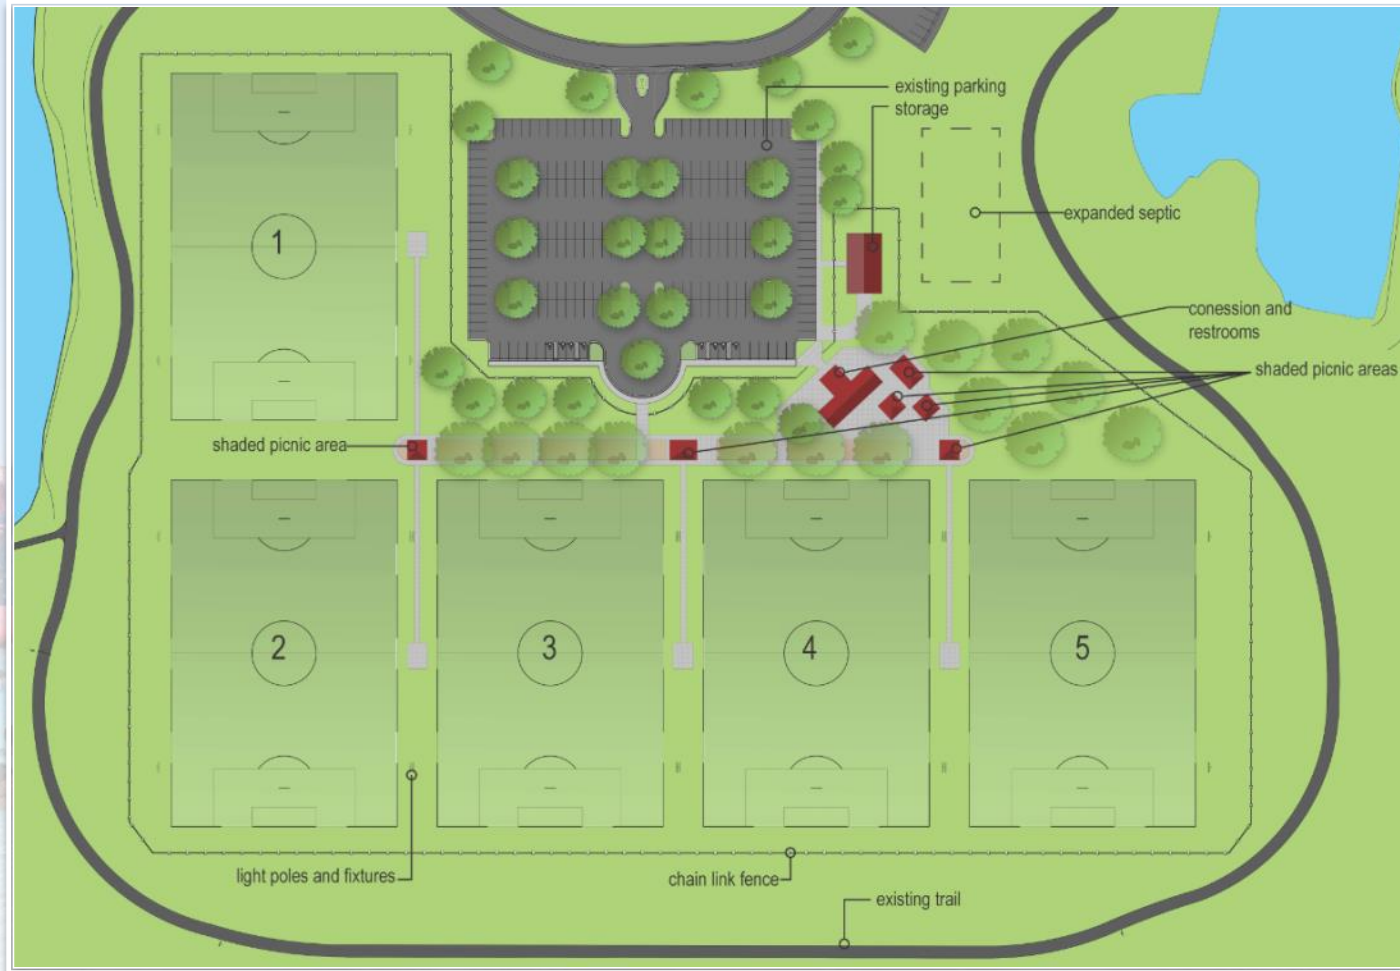 existing parking
storage
expanded septic
1
conession and
restrooms
shaded picnic areas
shaded picnic area
2
3
4
5
light poles and fixtures
chain link fence
existing trail